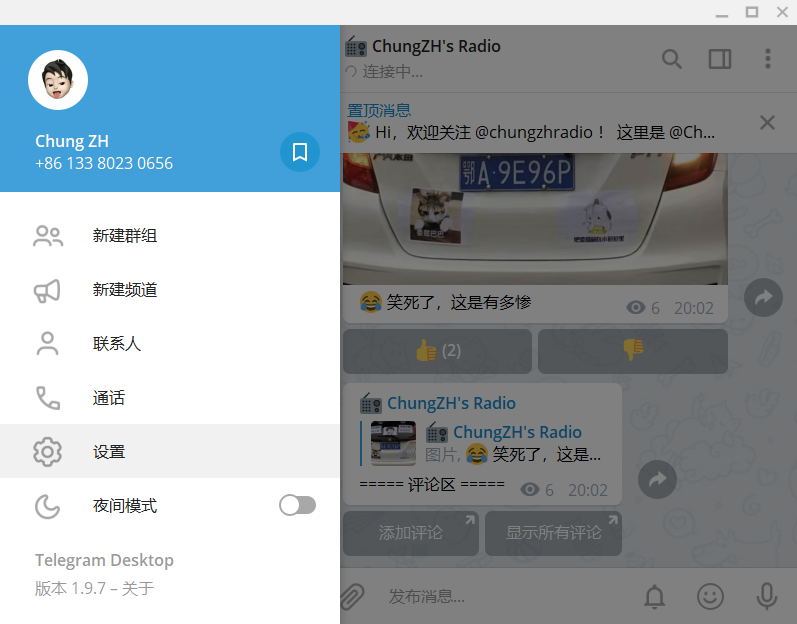 Chung ZH
+86 133 8023 0656
新建群组
新建频道
联系人
通话
设置
夜间模式
Telegram Desktop
版本 1.9.7 – 关于
📻 ChungZH's Radio
连接中...
置顶消息
🥳 Hi，欢迎关注 @chungzhradio ！ 这里是 @Ch...
鄂A·9E96P
😂 笑死了，这是有多惨
6 20:02
👍 (2)
👎
📻 ChungZH's Radio
📻 ChungZH's Radio
图片, 😂 笑死了，这是...
===== 评论区 =====
6 20:02
添加评论
显示所有评论
发布消息...